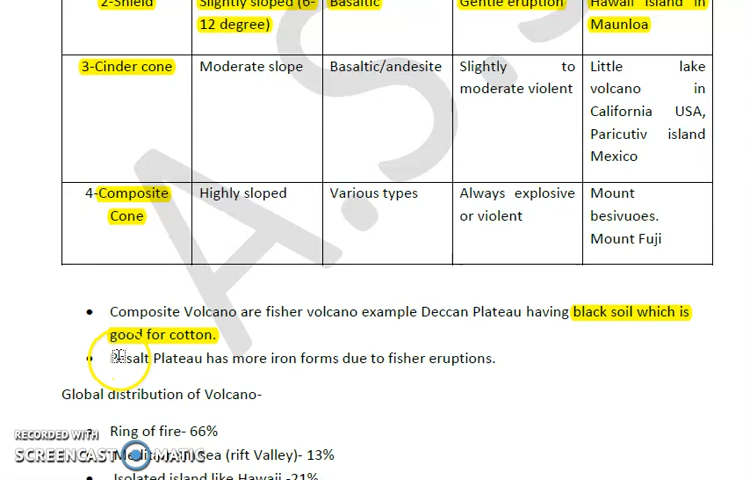 2-Shield Slightly sloped (6- Basaltic Gentle eruption Hawaii island in
12 degree) Maunloa
3-Cinder cone Moderate slope Basaltic/andesite Slightly to Little lake
moderate violent volcano in
California USA,
Paricutiv island
Mexico
4-Composite Highly sloped Various types Always explosive Mount
Cone or violent besivuoes.
Mount Fuji
• Composite Volcano are fisher volcano example Deccan Plateau having black soil which is
good for cotton.
• Basalt Plateau has more iron forms due to fisher eruptions.
Global distribution of Volcano-
Ring of fire- 66%
Sea (rift Valley)- 13%
• Isolated island like Hawaii -21%
RECORDED WITH
SCREENCAST MATIC
A.S.